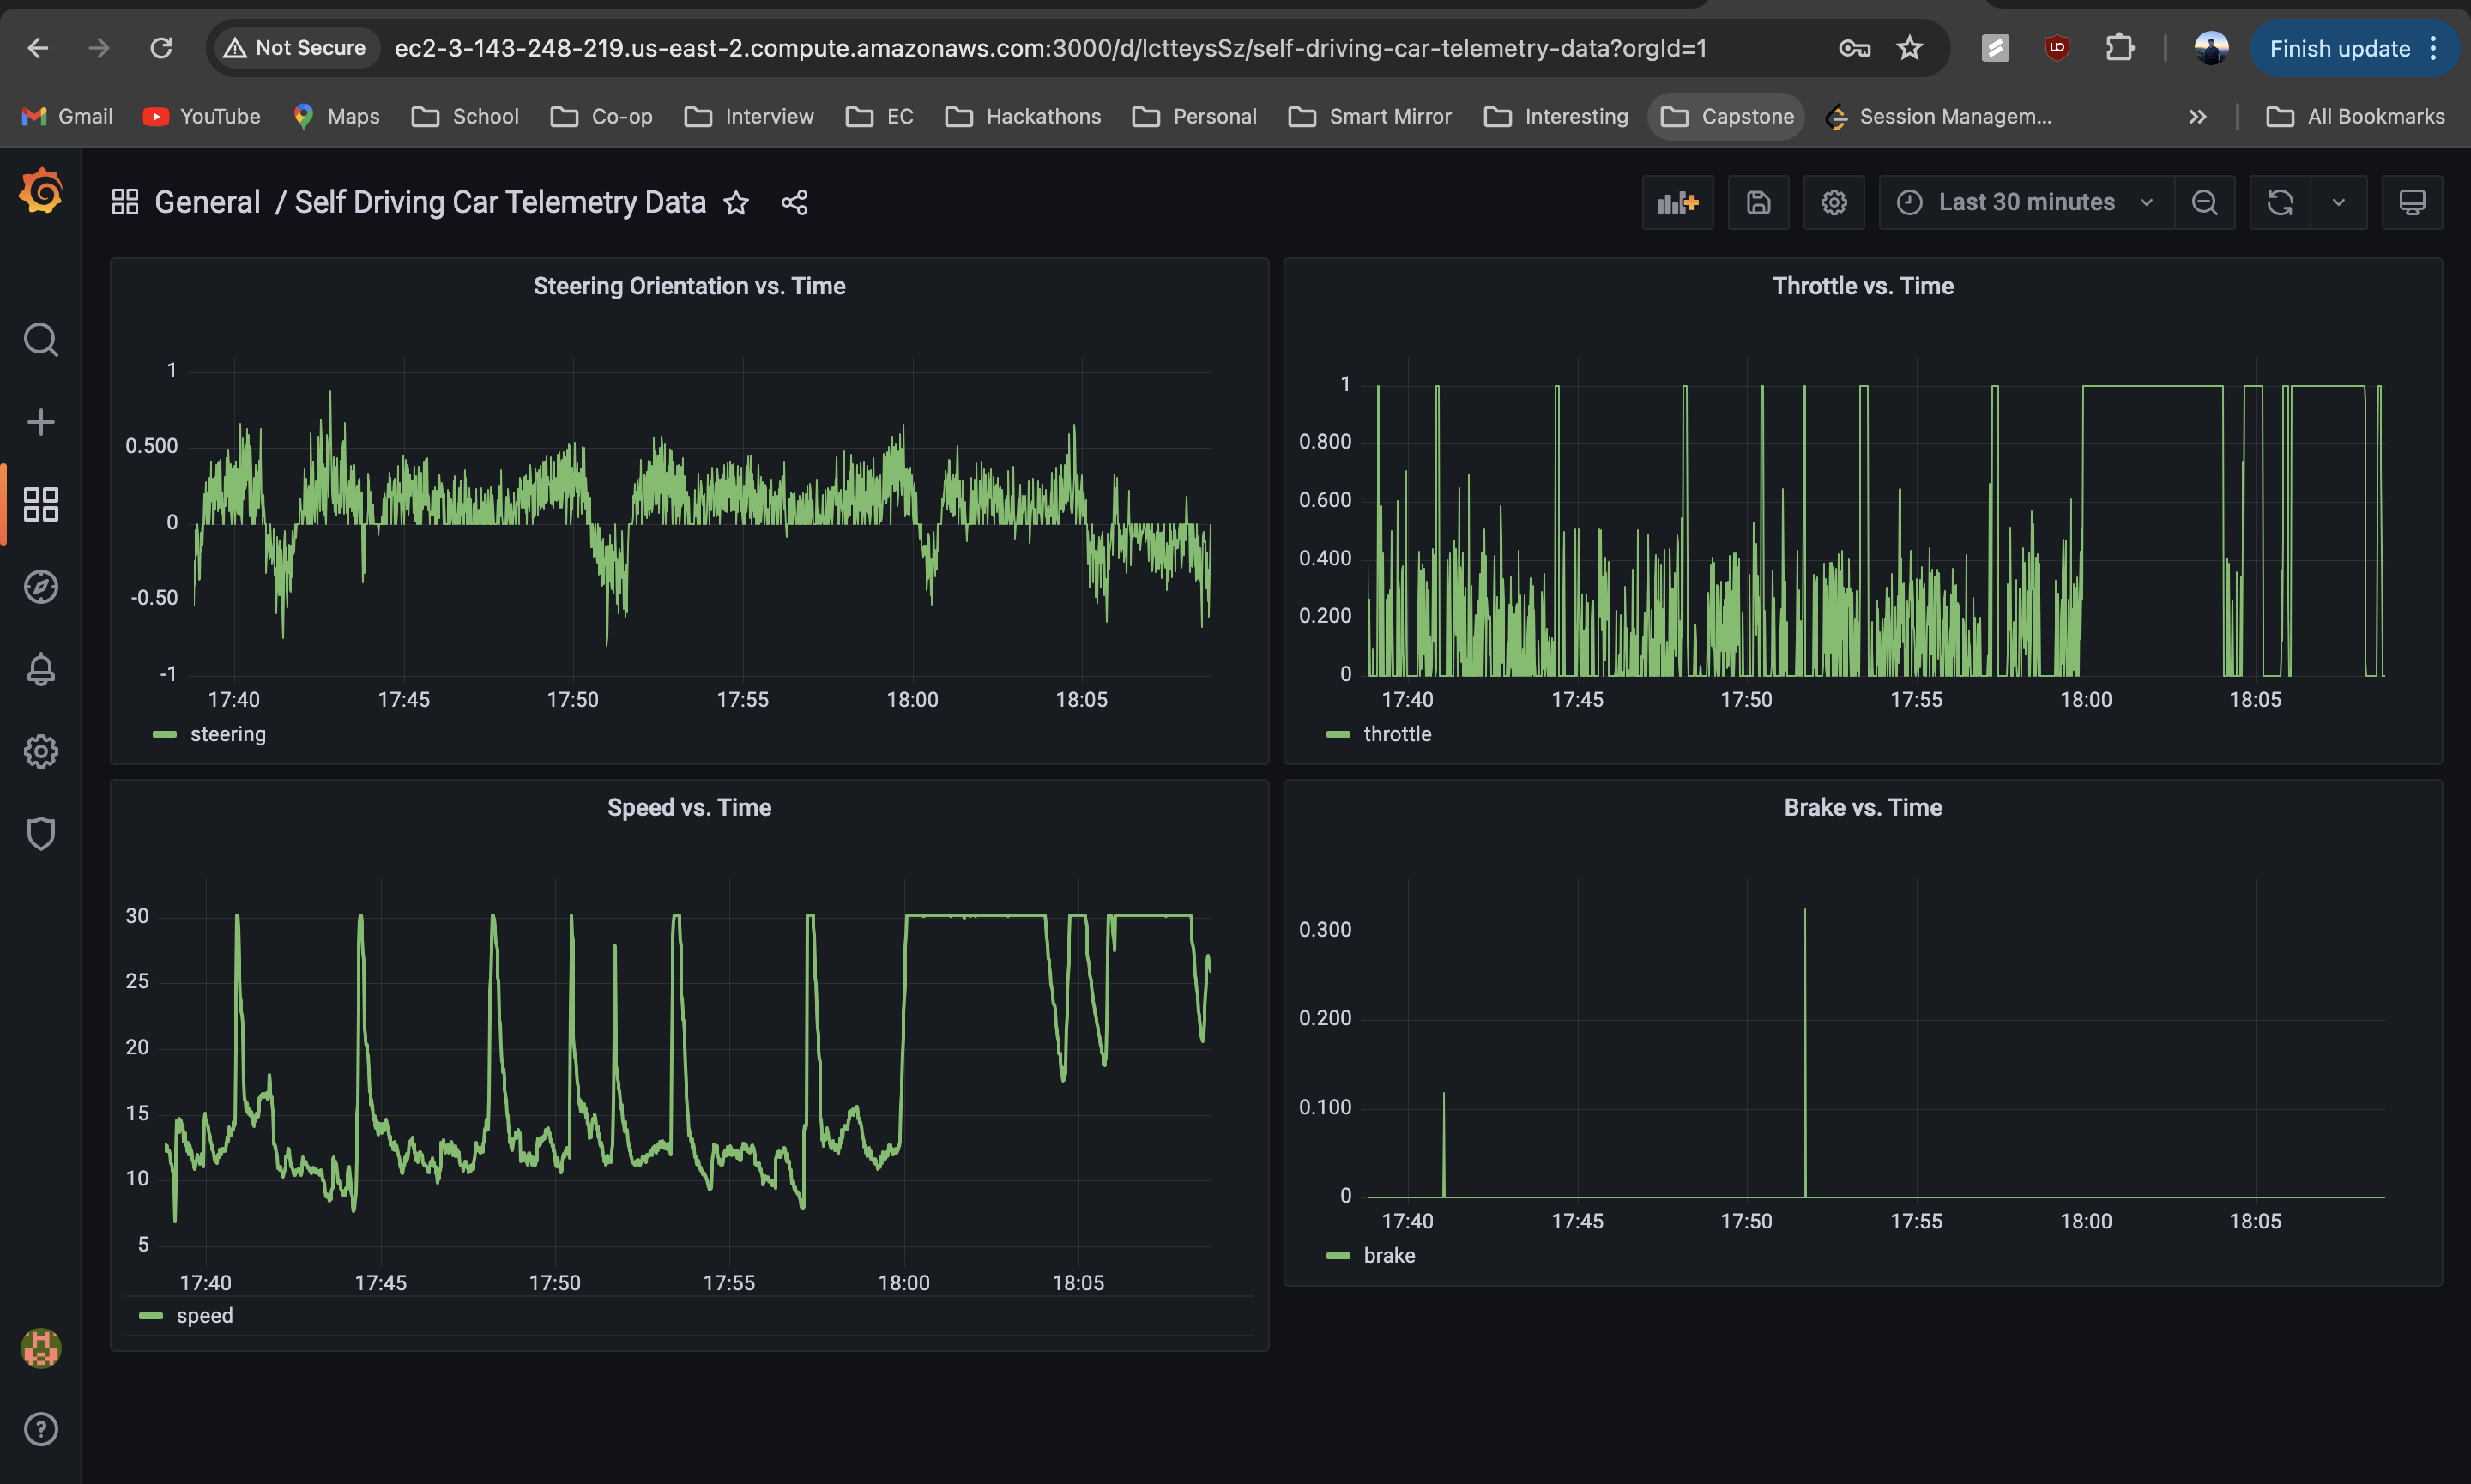 Not Secure ec2-3-143-248-219.us-east-2.compute.amazonaws.com:3000/d/lctteysSz/self-driving-car-telemetry-data?orgId=1 Finish update
Gmail YouTube Maps School Co-op Interview EC Hackathons Personal Smart Mirror Interesting Capstone Session Managem... All Bookmarks
General / Self Driving Car Telemetry Data Last 30 minutes
Steering Orientation vs. Time
1
0.500
0
-0.50
-1
17:40 17:45 17:50 17:55 18:00 18:05
steering
Throttle vs. Time
1
0.800
0.600
0.400
0.200
0
17:40 17:45 17:50 17:55 18:00 18:05
throttle
Speed vs. Time
30
25
20
15
10
5
17:40 17:45 17:50 17:55 18:00 18:05
speed
Brake vs. Time
0.300
0.200
0.100
0
17:40 17:45 17:50 17:55 18:00 18:05
brake